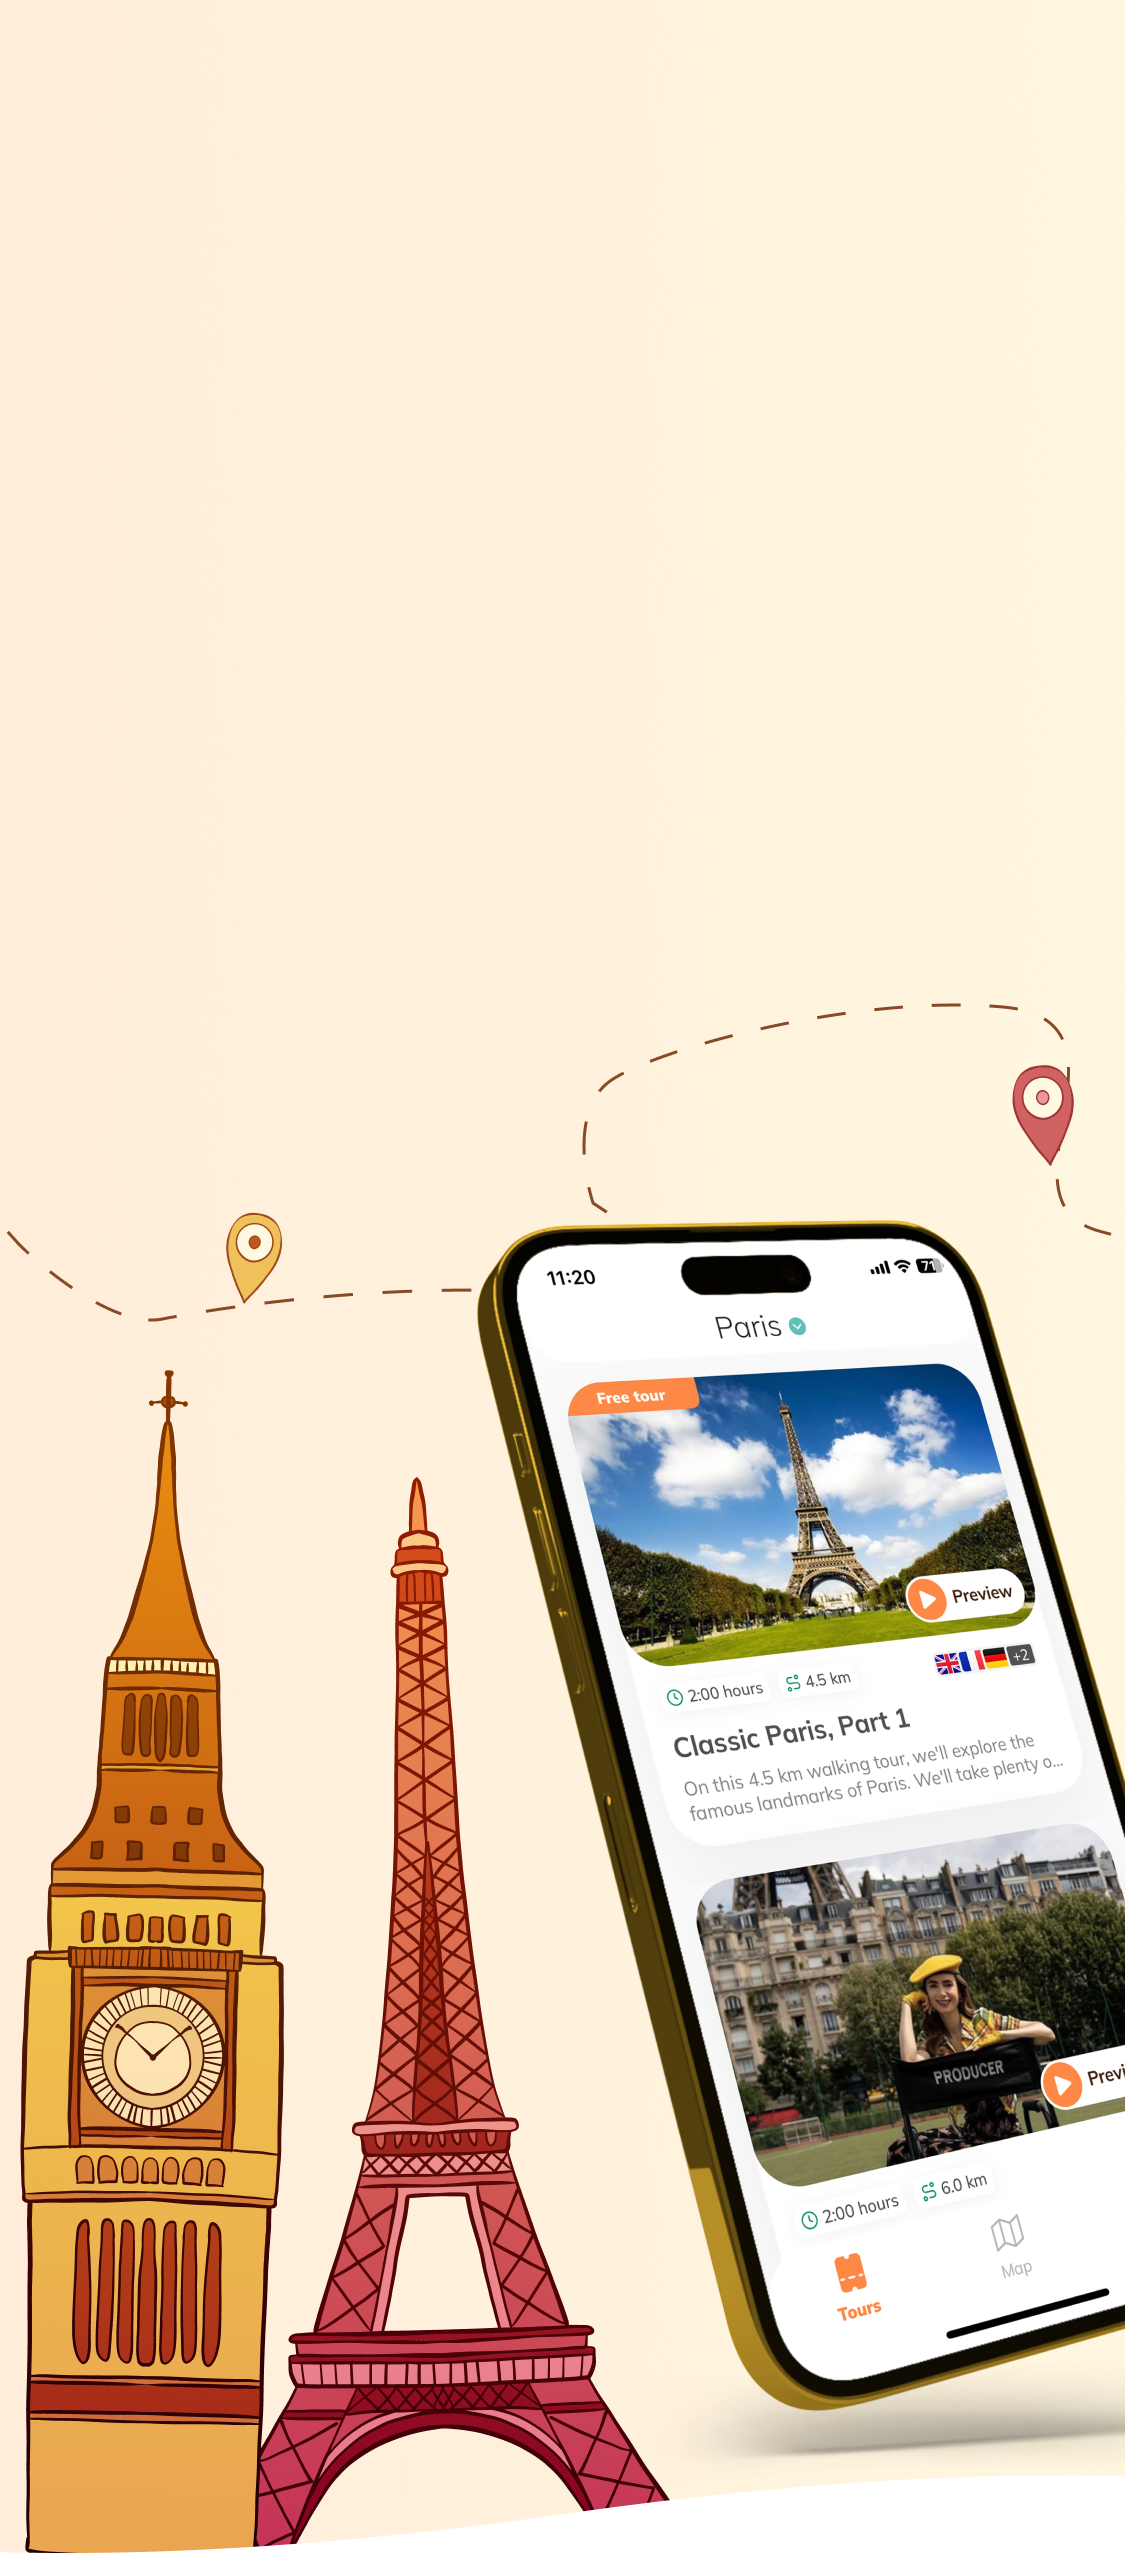 11:20
71
Paris
Free tour
Preview
2:00 hours
4.5 km
+2
Classic Paris, Part 1
On this 4.5 km walking tour, we'll explore the
famous landmarks of Paris. We'll take plenty o...
PRODUCER
Previ
2:00 hours
6.0 km
Tours
Map